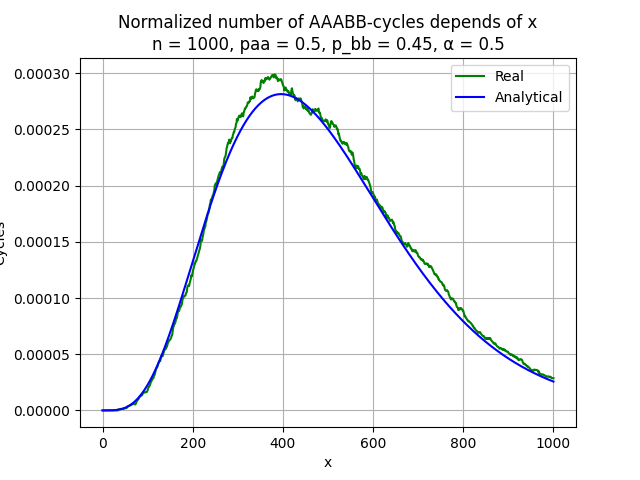 Normalized number of AAABB-cycles depends of x
n = 1000, paa = 0.5, p_bb = 0.45, α = 0.5
Real
Analytical
0.00030
0.00025
0.00020
0.00015
0.00010
0.00005
0.00000
Cycles
0 200 400 600 800 1000
x